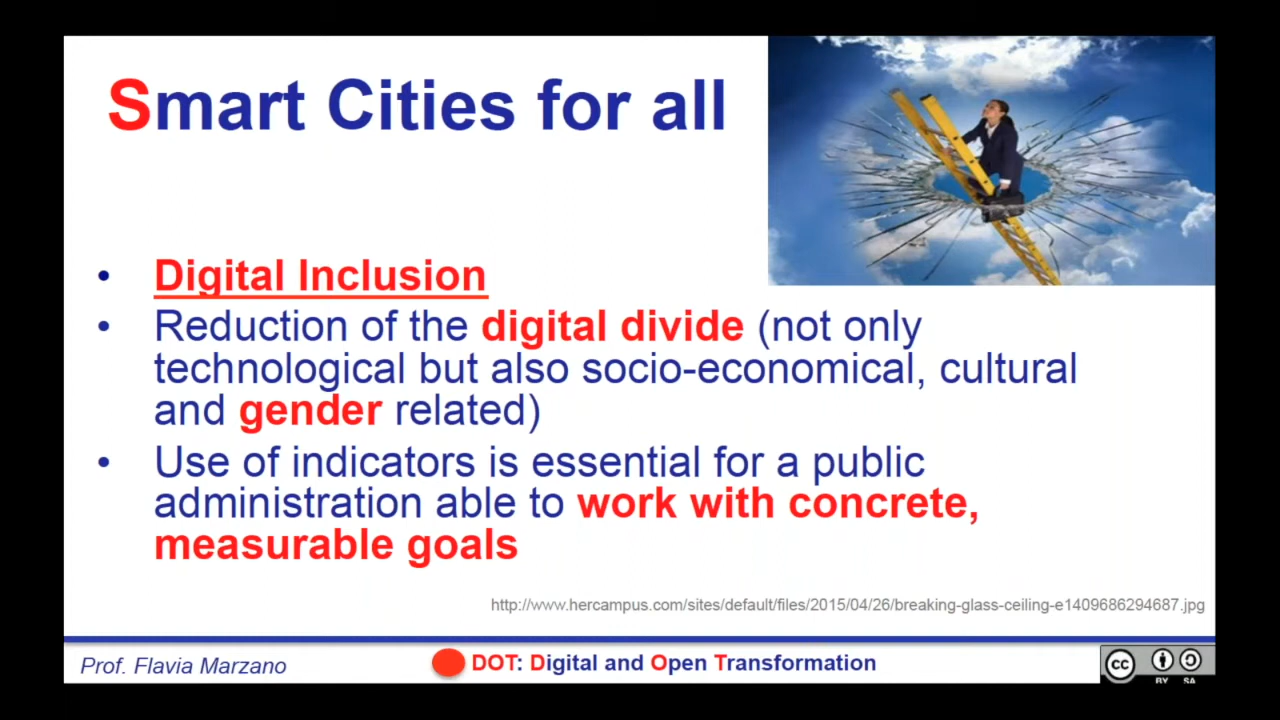 Smart Cities for all
• Digital Inclusion
• Reduction of the digital divide (not only
technological but also socio-economical, cultural
and gender related)
• Use of indicators is essential for a public
administration able to work with concrete,
measurable goals
http://www.hercampus.com/sites/default/files/2015/04/26/breaking-glass-ceiling-e1409686294687.jpg
Prof. Flavia Marzano
DOT: Digital and Open Transformation
cc
BY SA